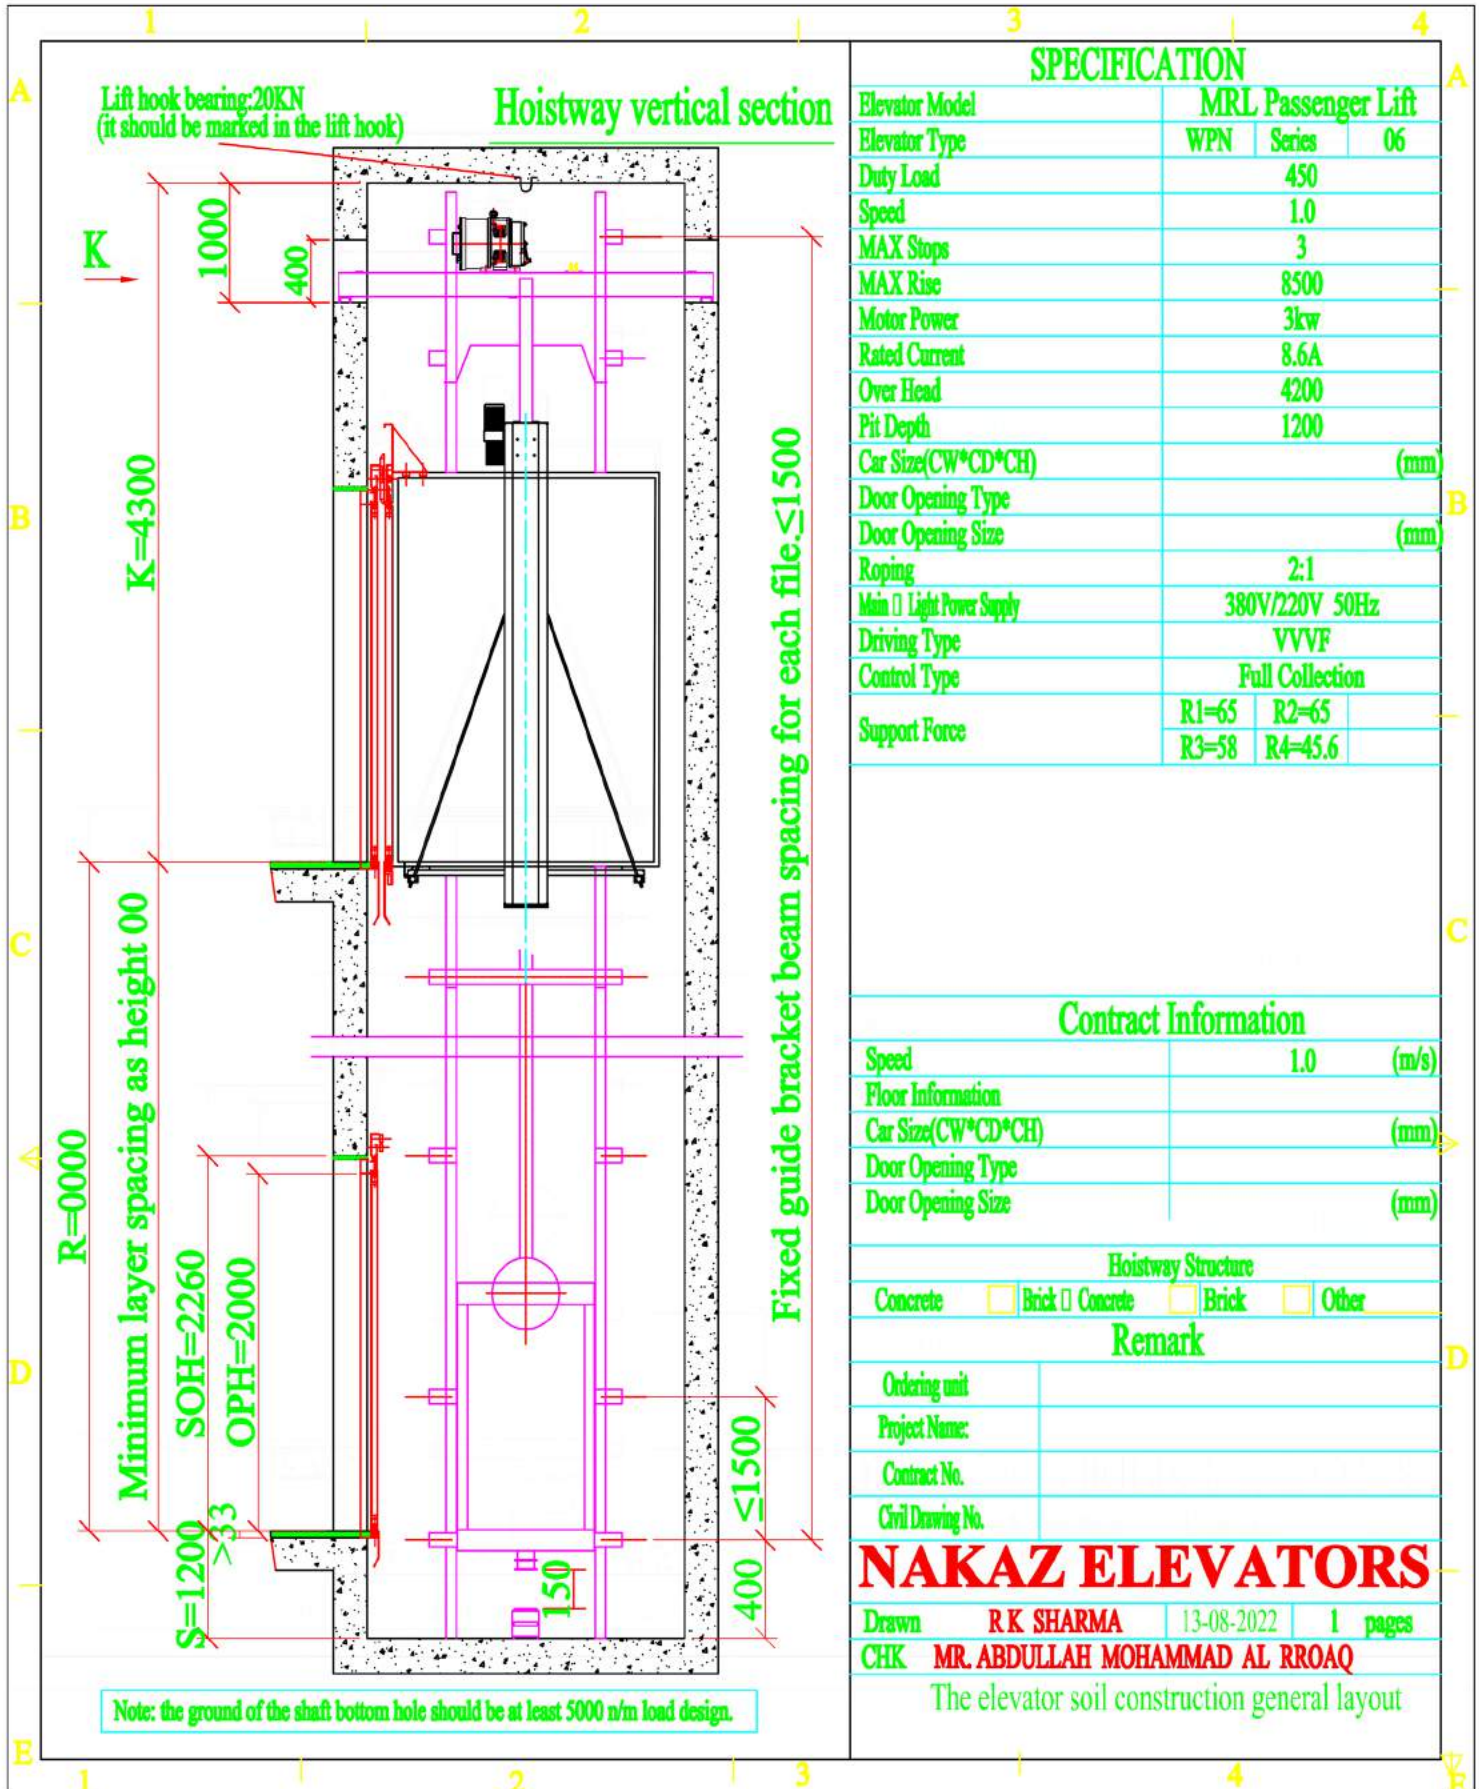 1 2 3 4
A A
Lift hook bearing:20KN
(it should be marked in the lift hook)
Hoistway vertical section
K
1000
400
K=4300
B
Fixed guide bracket beam spacing for each file.≤1500
Minimum layer spacing as height 00
R=0000
C
SOH=2260
OPH=2000
D
S=1200
>33
150
≤1500
400
Note: the ground of the shaft bottom hole should be at least 5000 n/m load design.
E
1 2 3 4
SPECIFICATION
Elevator Model MRL Passenger Lift
Elevator Type WPN Series 06
Duty Load 450
Speed 1.0
MAX Stops 3
MAX Rise 8500
Motor Power 3kw
Rated Current 8.6A
Over Head 4200
Pit Depth 1200
Car Size(CW*CD*CH) (mm)
Door Opening Type
B
Door Opening Size (mm)
Roping 2:1
Main □ Light Power Supply 380V/220V 50Hz
Driving Type VVVF
Control Type Full Collection
Support Force
R1=65 R2=65
R3=58 R4=45.6
C
Contract Information
Speed 1.0 (m/s)
Floor Information
Car Size(CW*CD*CH) (mm)
Door Opening Type
Door Opening Size (mm)
Hoistway Structure
Concrete Brick □ Concrete Brick Other
Remark
D
Ordering unit
Project Name:
Contract No.
Civil Drawing No.
NAKAZ ELEVATORS
Drawn R K SHARMA 13-08-2022 1 pages
CHK MR. ABDULLAH MOHAMMAD AL RROAQ
The elevator soil construction general layout